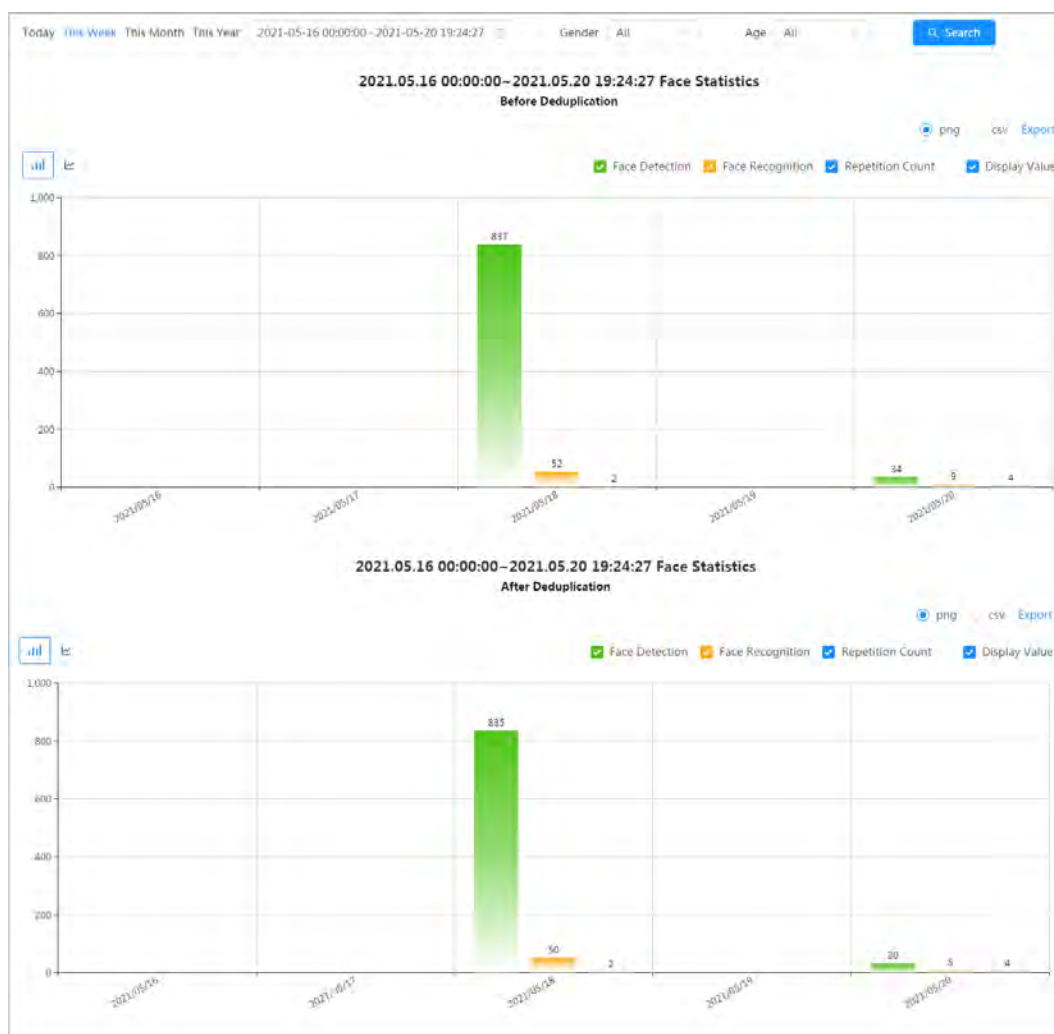 Today This Week This Month This Year 2021-05-16 00:00:00 - 2021-05-20 19:24:27 Gender All Age All Search
2021.05.16 00:00:00~2021.05.20 19:24:27 Face Statistics
Before Deduplication
png csv Export
Face Detection Face Recognition Repetition Count Display Value
1,000
837
800
600
400
200
52
2
34
9
4
0
2021/05/16 2021/05/17 2021/05/18 2021/05/19 2021/05/20
2021.05.16 00:00:00~2021.05.20 19:24:27 Face Statistics
After Deduplication
png csv Export
Face Detection Face Recognition Repetition Count Display Value
1,000
835
800
600
400
200
50
2
20
5
4
0
2021/05/16 2021/05/17 2021/05/18 2021/05/19 2021/05/20